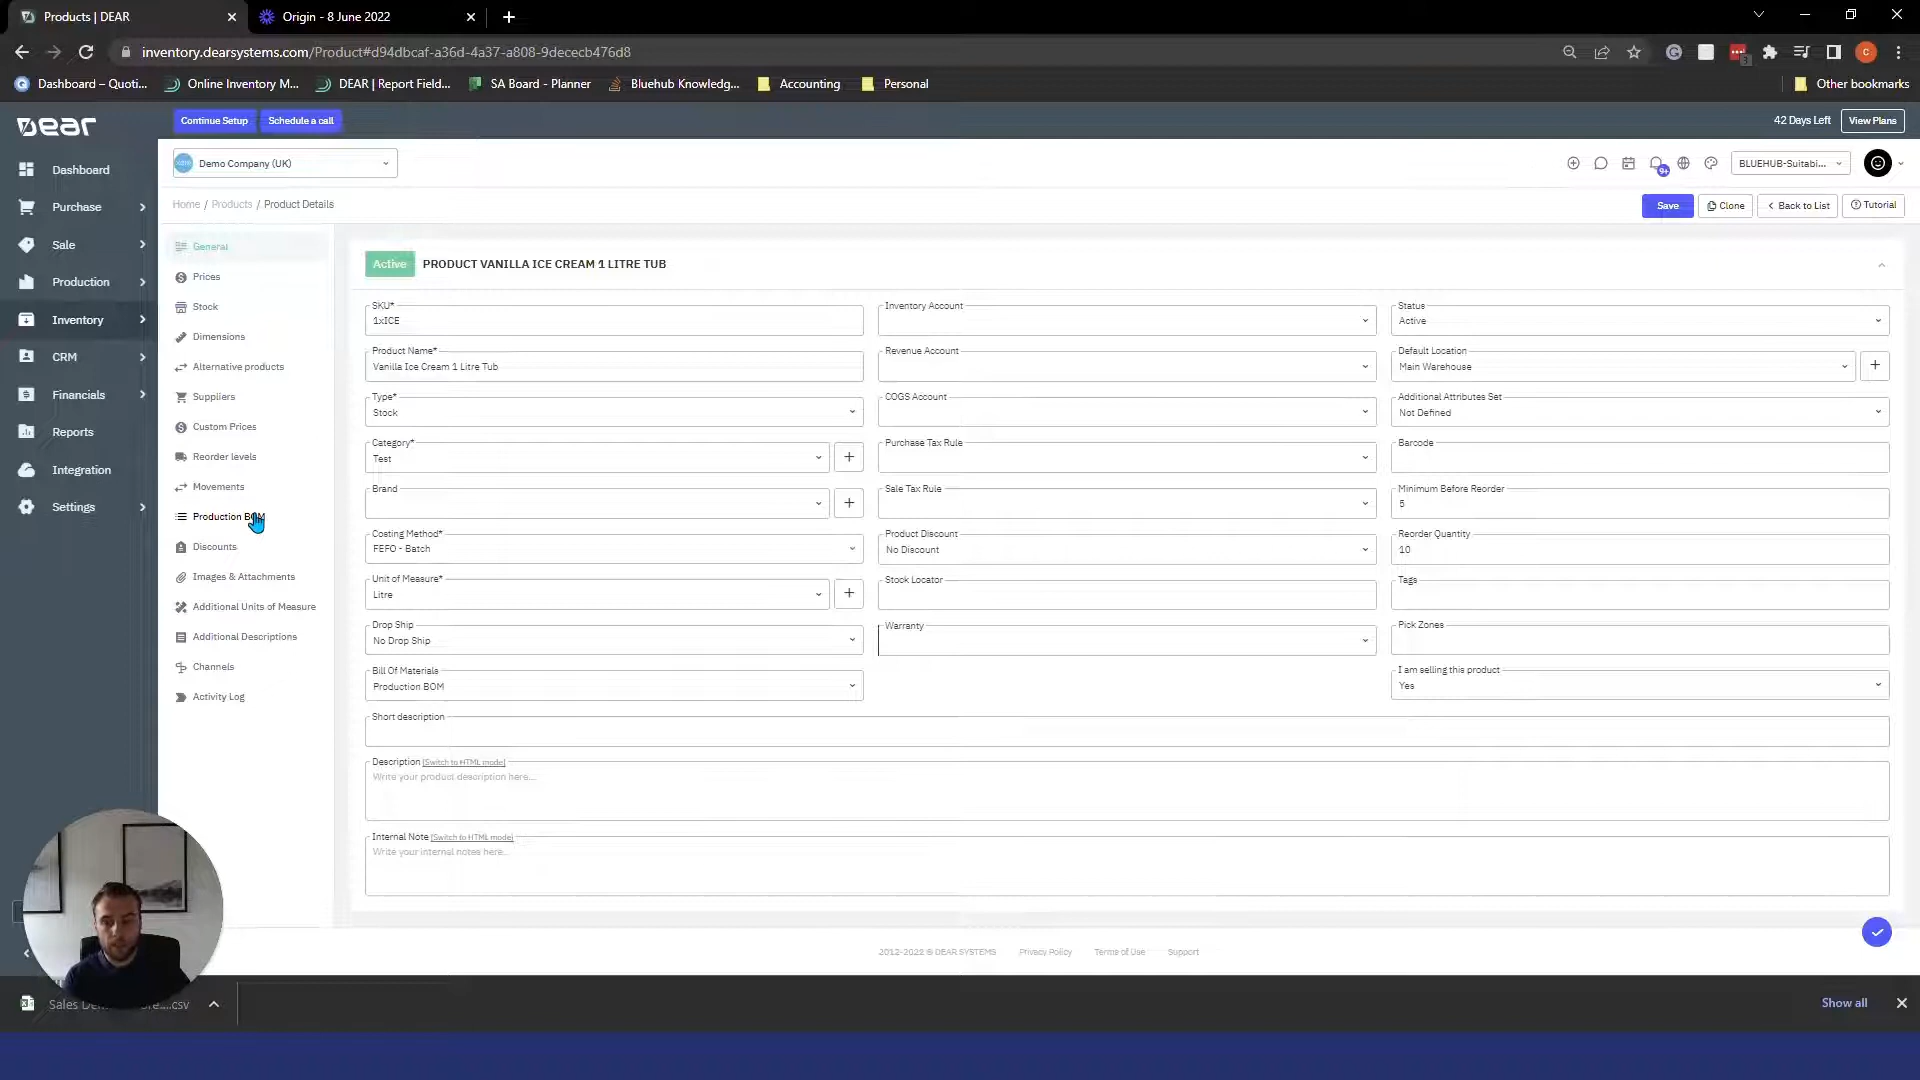 Products | DEAR
Origin - 8 June 2022
inventory.dearsystems.com/Product#d94dbcaf-a36d-4a37-a808-9dececb476d8
Dashboard – Quoti...
Online Inventory M...
DEAR | Report Field...
SA Board - Planner
Bluehub Knowledg...
Accounting
Personal
Other bookmarks
Dear
Continue Setup
Schedule a call
42 Days Left
View Plans
Demo Company (UK)
9+
BLUEHUB-Suitabi...
Home / Products / Product Details
Save
Clone
Back to List
Tutorial
Dashboard
Purchase
Sale
Production
Inventory
CRM
Financials
Reports
Integration
Settings
General
Prices
Stock
Dimensions
Alternative products
Suppliers
Custom Prices
Reorder levels
Movements
Production BOM
Discounts
Images & Attachments
Additional Units of Measure
Additional Descriptions
Channels
Activity Log
Active
PRODUCT VANILLA ICE CREAM 1 LITRE TUB
SKU*
1xICE
Product Name*
Vanilla Ice Cream 1 Litre Tub
Type*
Stock
Category*
Test
Brand
Costing Method*
FEFO - Batch
Unit of Measure*
Litre
Drop Ship
No Drop Ship
Bill Of Materials
Production BOM
Inventory Account
Revenue Account
COGS Account
Purchase Tax Rule
Sale Tax Rule
Product Discount
No Discount
Stock Locator
Warranty
Status
Active
Default Location
Main Warehouse
Additional Attributes Set
Not Defined
Barcode
Minimum Before Reorder
5
Reorder Quantity
10
Tags
Pick Zones
I am selling this product
Yes
Short description
Description [Switch to HTML mode]
Write your product description here...
Internal Note [Switch to HTML mode]
Write your internal notes here...
2012-2022 © DEAR SYSTEMS
Privacy Policy
Terms of Use
Support
Show all